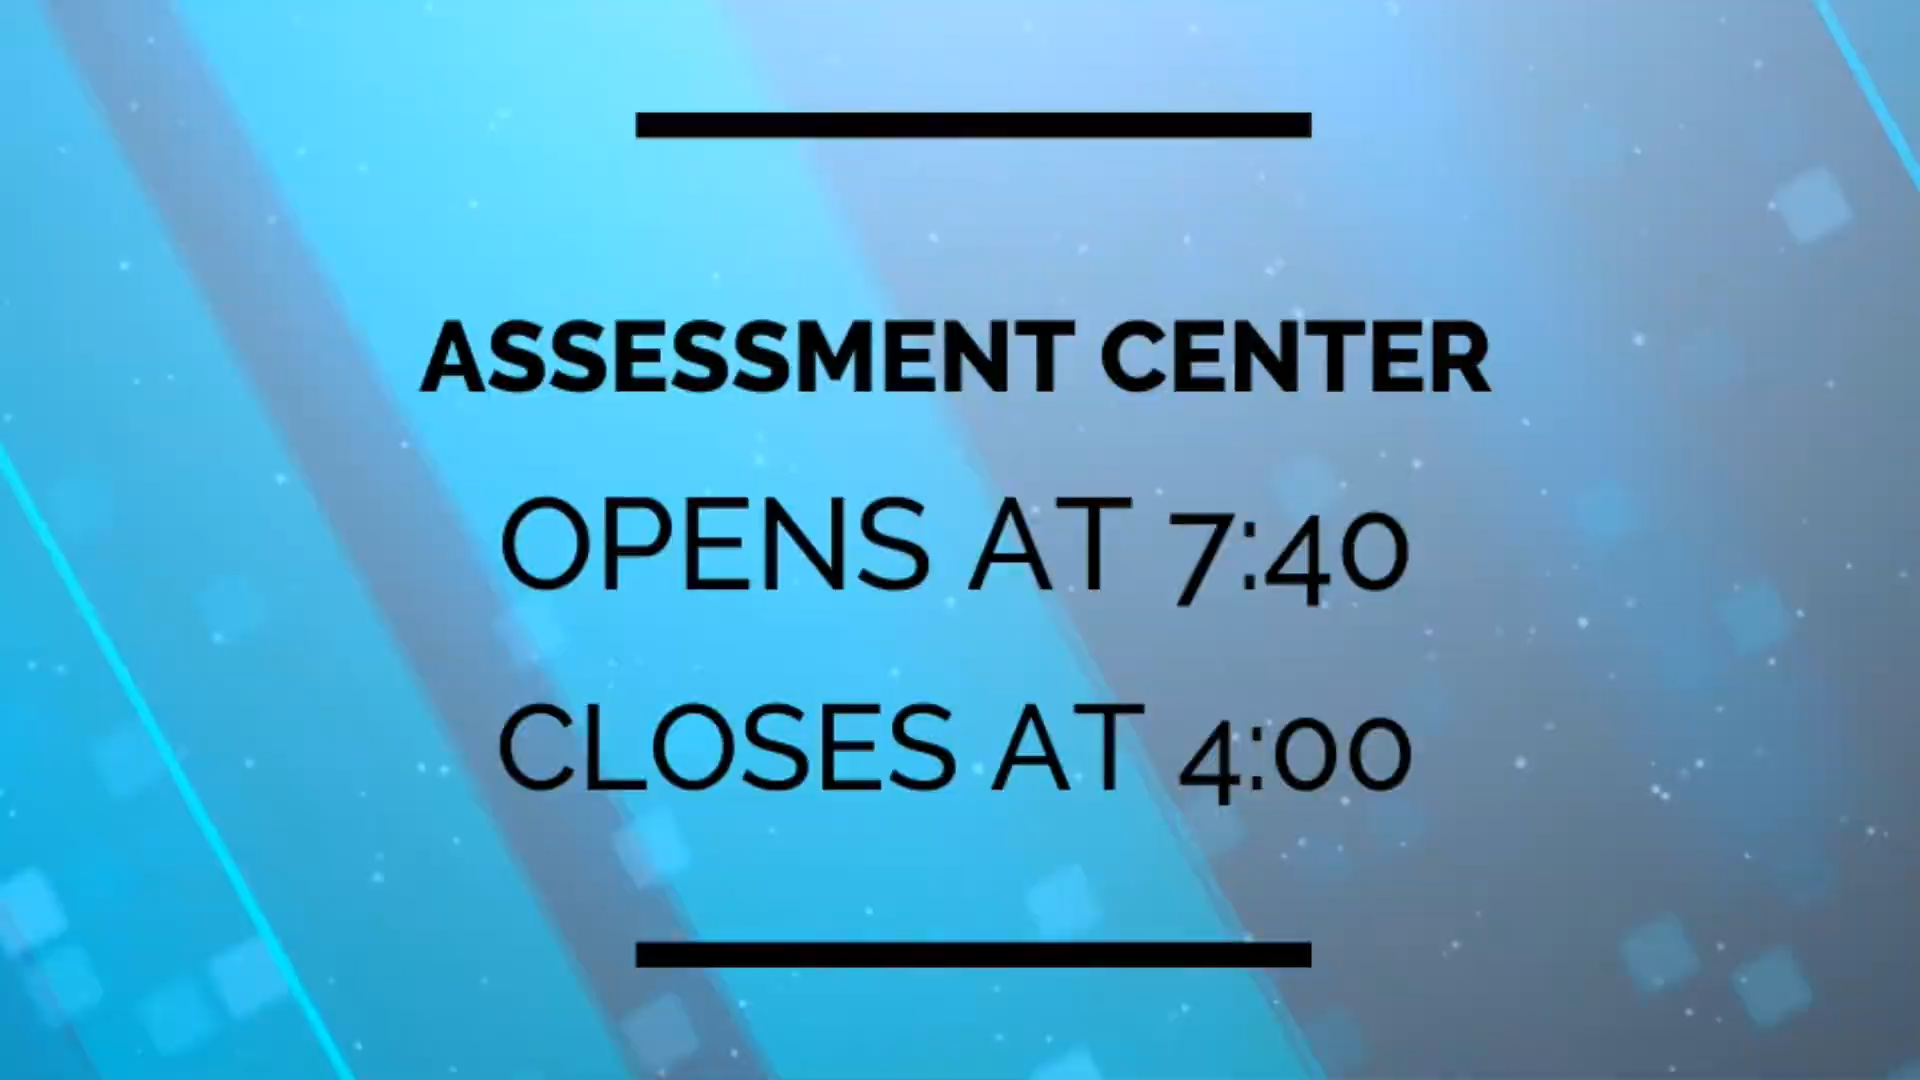 ASSESSMENT CENTER
OPENS AT 7:40
CLOSES AT 4:00